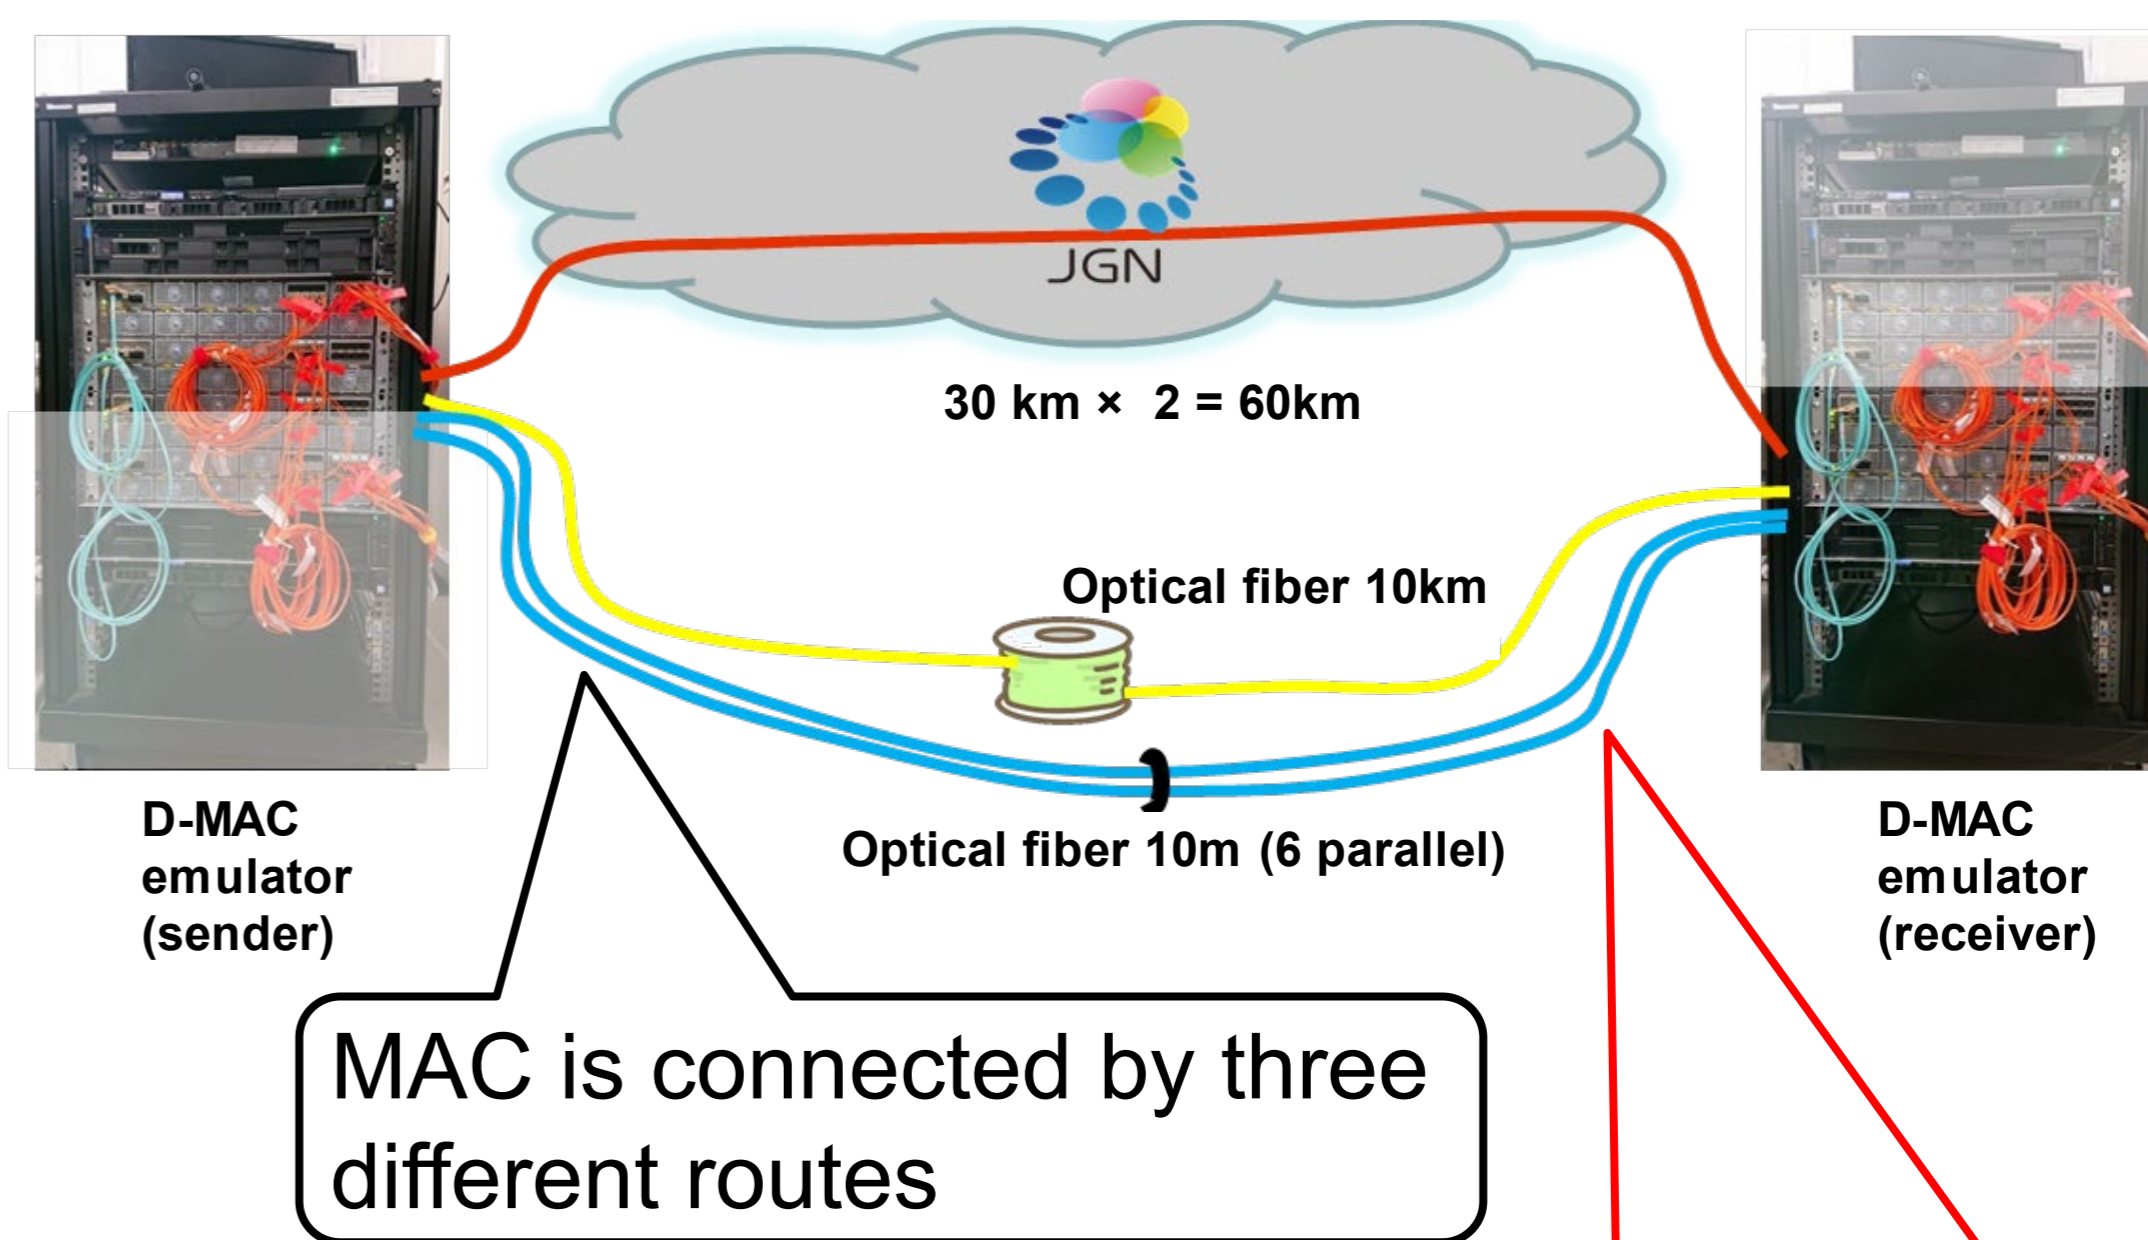 JGN
30 km × 2 = 60km
Optical fiber 10km
Optical fiber 10m (6 parallel)
D-MAC
emulator
(sender)
D-MAC
emulator
(receiver)
MAC is connected by three
different routes